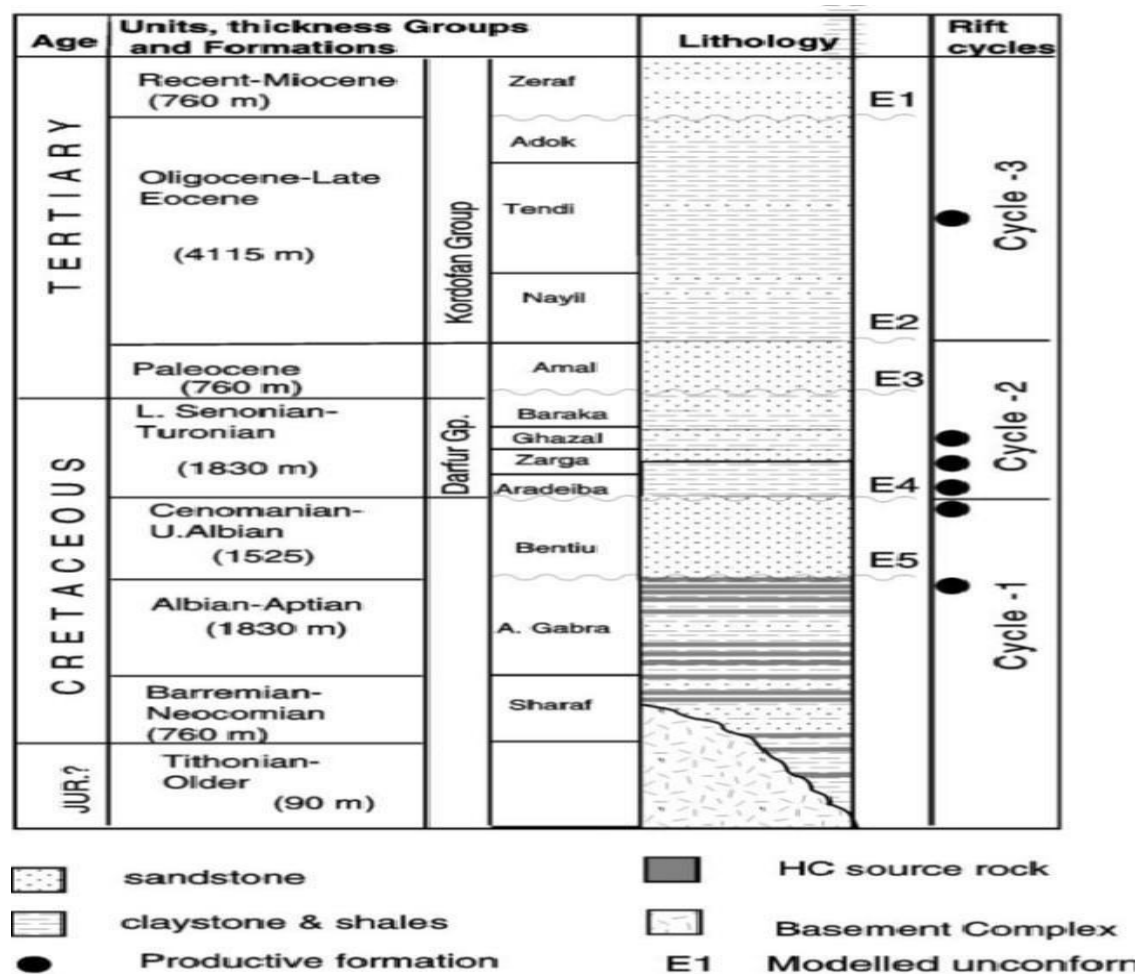 Age
Units, thickness Groups
and Formations
Lithology
Rift
cycles
TERTIARY
CRETACEOUS
JUR.?
Recent-Miocene
(760 m)
Oligocene-Late
Eocene
(4115 m)
Paleocene
(760 m)
L. Senonian-
Turonian
(1830 m)
Cenomanian-
U.Albian
(1525)
Albian-Aptian
(1830 m)
Barremian-
Neocomian
(760 m)
Tithonian-
Older
(90 m)
Kordofan Group
Darfur Gp.
Zeraf
Adok
Tendi
Nayil
Amal
Baraka
Ghazal
Zarga
Aradeiba
Bentiu
A. Gabra
Sharaf
E1
E2
E3
E4
E5
Cycle -3
Cycle -2
Cycle -1
sandstone
HC source rock
claystone & shales
Basement Complex
Productive formation
E1 Modelled unconform